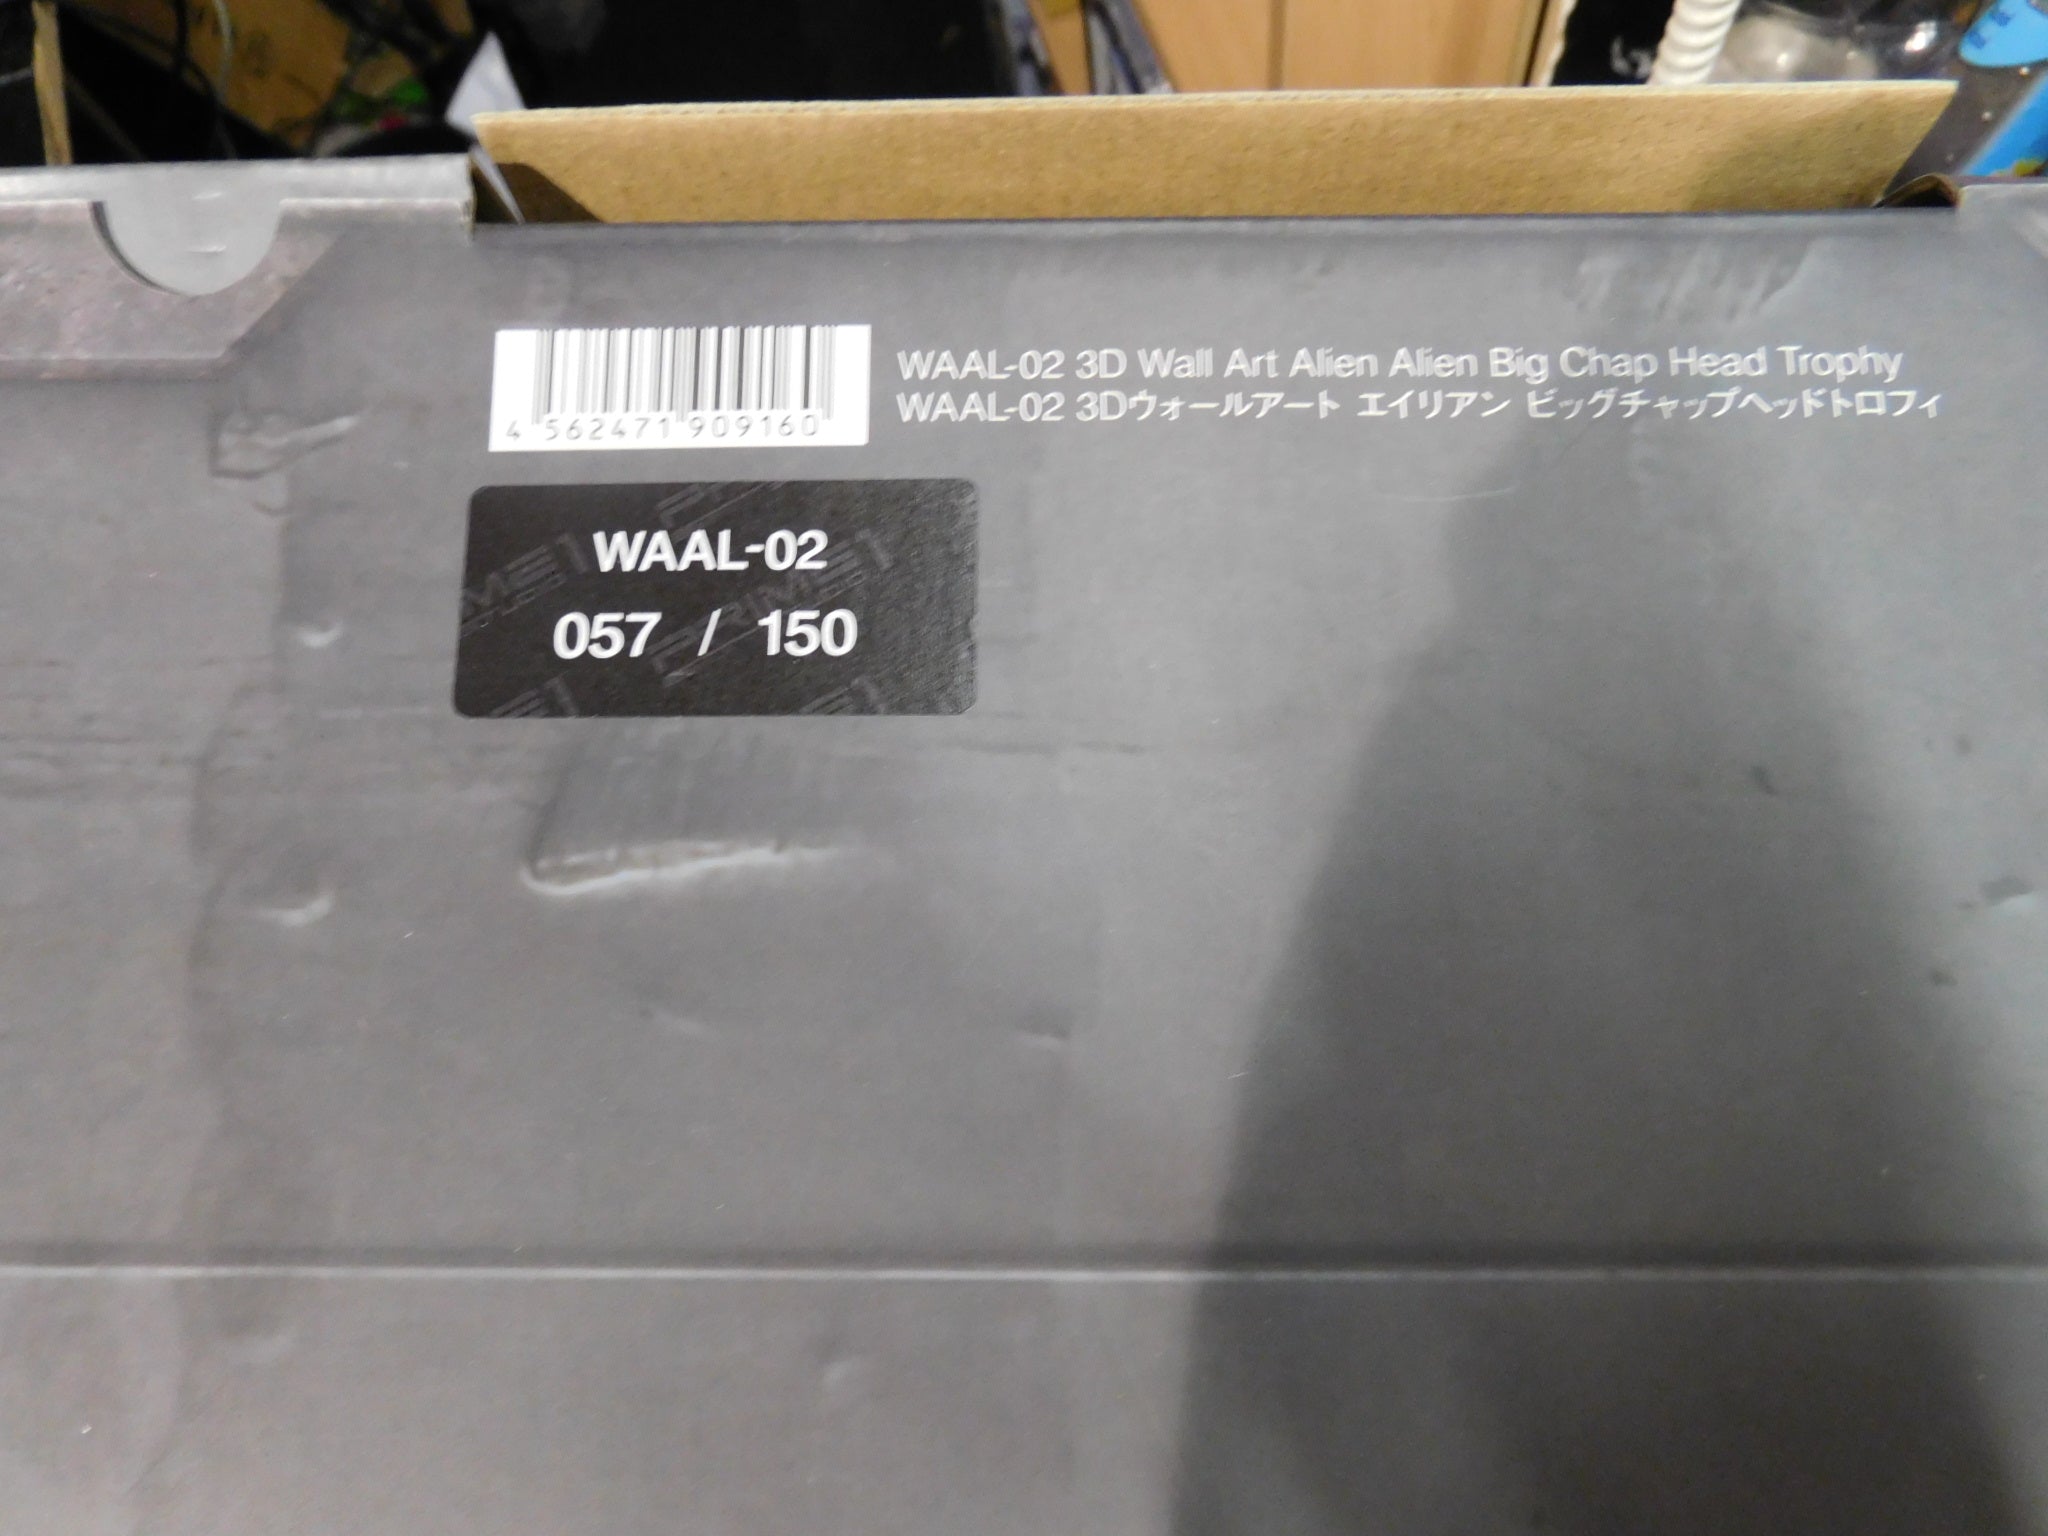 WAAL-02 3D Wall Art Alien Alien Big Chap Head Trophy
WAAL-02 3Dウォールアート エイリアン ビッグチャップヘッドトロフィ
4 562471 909160
WAAL-02
057 / 150
PRIME 1